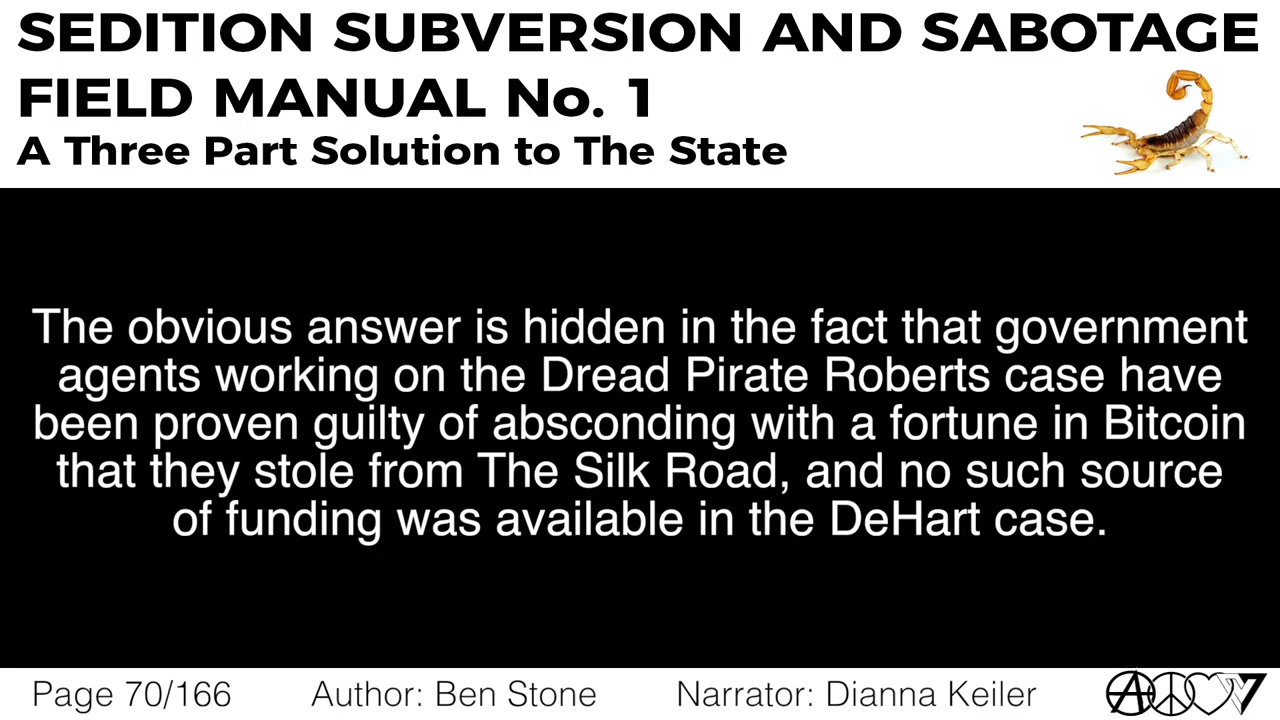 SEDITION SUBVERSION AND SABOTAGE
FIELD MANUAL No. 1
A Three Part Solution to The State
The obvious answer is hidden in the fact that government
agents working on the Dread Pirate Roberts case have
been proven guilty of absconding with a fortune in Bitcoin
that they stole from The Silk Road, and no such source
of funding was available in the DeHart case.
Page 70/166 Author: Ben Stone Narrator: Dianna Keiler